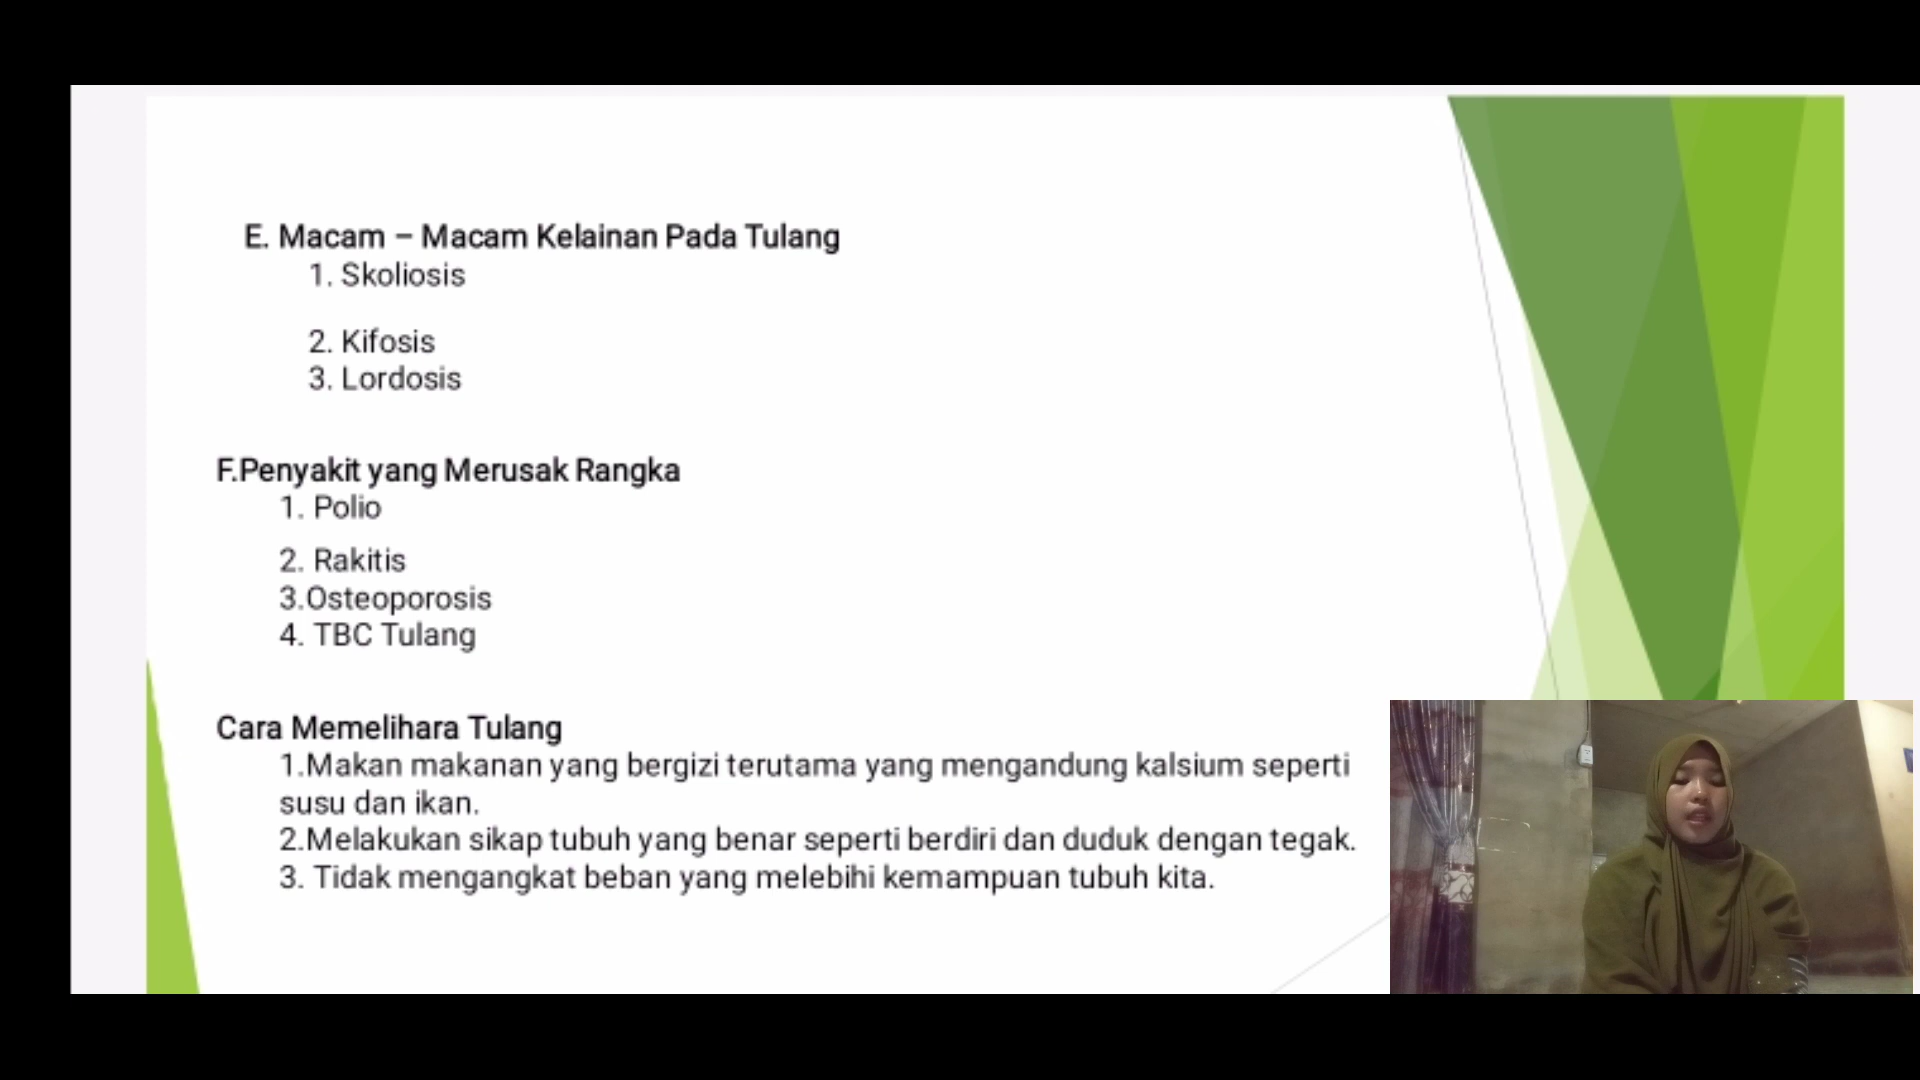 E. Macam – Macam Kelainan Pada Tulang
1. Skoliosis
2. Kifosis
3. Lordosis
F.Penyakit yang Merusak Rangka
1. Polio
2. Rakitis
3.Osteoporosis
4. TBC Tulang
Cara Memelihara Tulang
1.Makan makanan yang bergizi terutama yang mengandung kalsium seperti
susu dan ikan.
2.Melakukan sikap tubuh yang benar seperti berdiri dan duduk dengan tegak.
3. Tidak mengangkat beban yang melebihi kemampuan tubuh kita.